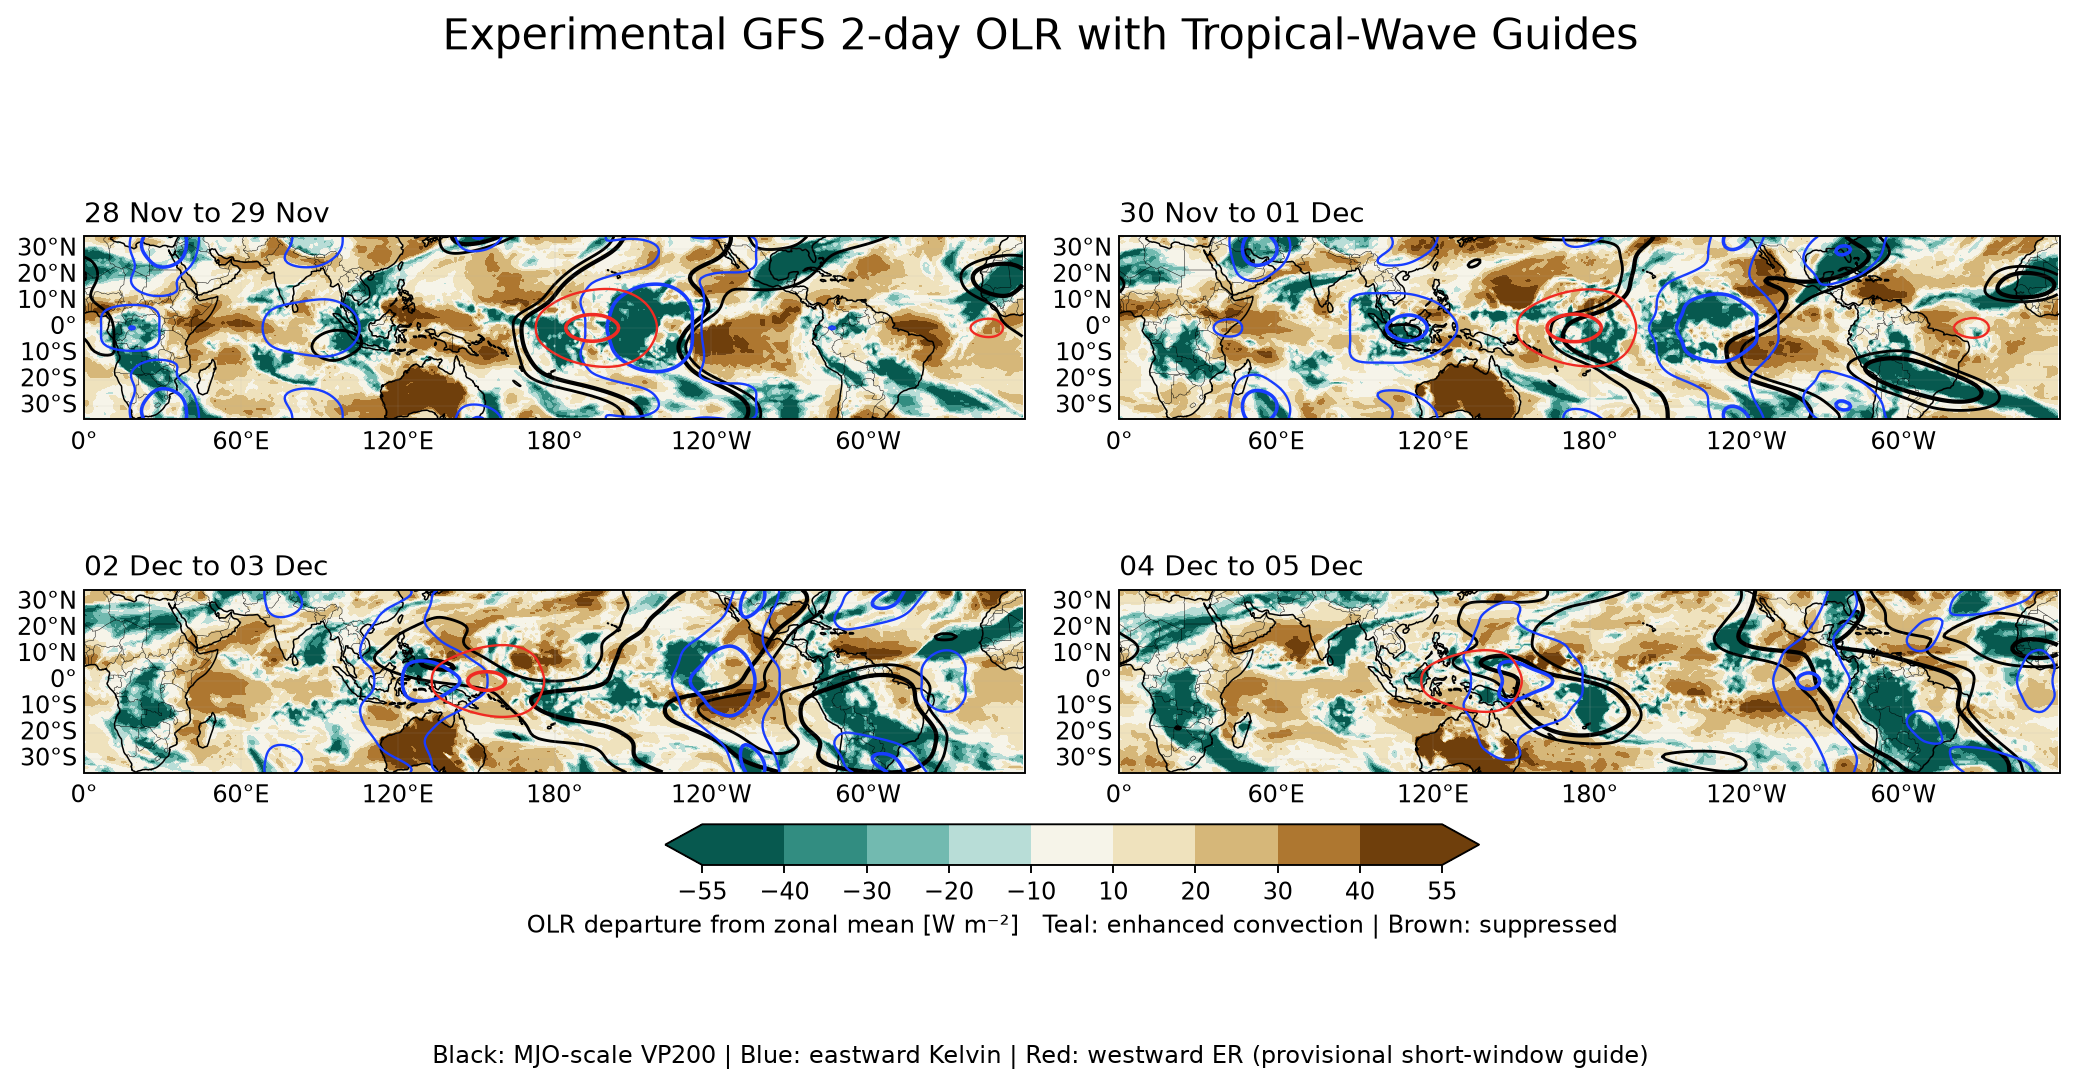 Experimental GFS 2-day OLR with Tropical-Wave Guides
28 Nov to 29 Nov
30°N
20°N
10°N
0°
10°S
20°S
30°S
0° 60°E 120°E 180° 120°W 60°W
30 Nov to 01 Dec
30°N
20°N
10°N
0°
10°S
20°S
30°S
0° 60°E 120°E 180° 120°W 60°W
02 Dec to 03 Dec
30°N
20°N
10°N
0°
10°S
20°S
30°S
0° 60°E 120°E 180° 120°W 60°W
04 Dec to 05 Dec
30°N
20°N
10°N
0°
10°S
20°S
30°S
0° 60°E 120°E 180° 120°W 60°W
−55 −40 −30 −20 −10 10 20 30 40 55
OLR departure from zonal mean [W m⁻²] Teal: enhanced convection | Brown: suppressed
Black: MJO-scale VP200 | Blue: eastward Kelvin | Red: westward ER (provisional short-window guide)